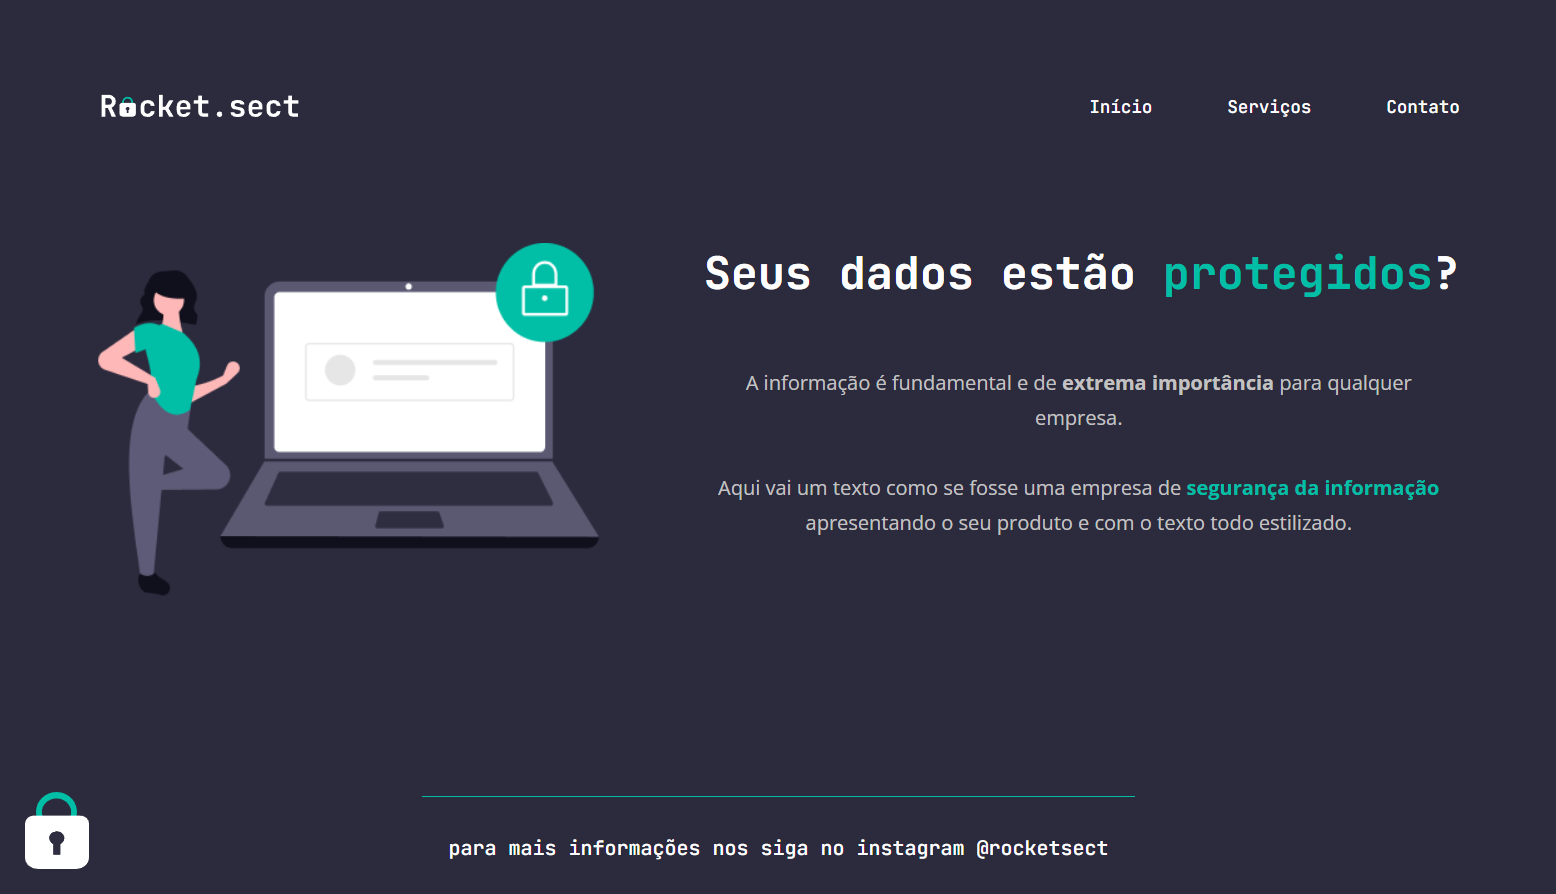 Rocket.sect
Início Serviços Contato
Seus dados estão protegidos?
A informação é fundamental e de extrema importância para qualquer
empresa.
Aqui vai um texto como se fosse uma empresa de segurança da informação
apresentando o seu produto e com o texto todo estilizado.
para mais informações nos siga no instagram @rocketsect